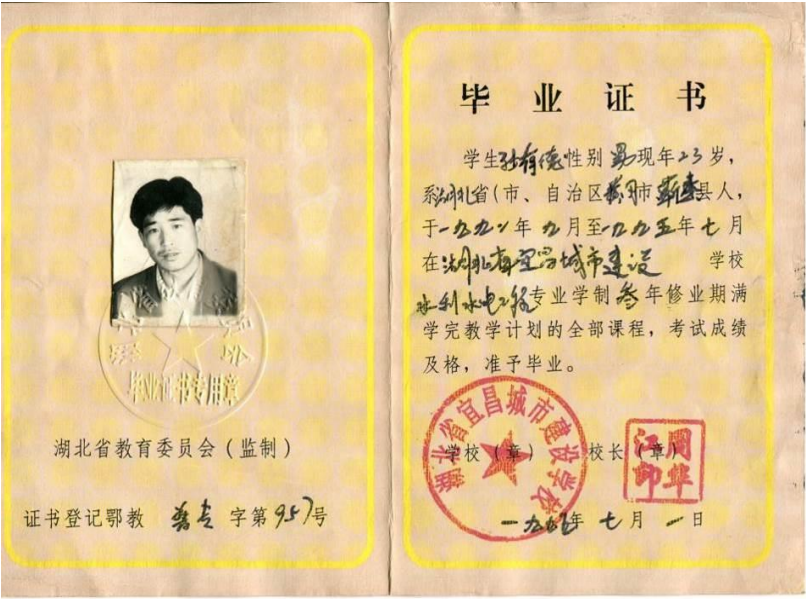 湖北省教育委员会(监制)
证书登记鄂教 普专 字第957号
毕业证书专用章
毕业证书
学生有德性别男现年23岁，
系湖北省(市、自治区市蕲春县人，
于一九九二年九月至一九九五年七月
在湖北省宜昌城市建设 学校
水利水电工程专业学制叁年修业期满
学完教学计划的全部课程，考试成绩
及格，准予毕业。
湖北省宜昌城市建设学校
学校(章) 校长(章)
一九九五年七月一日